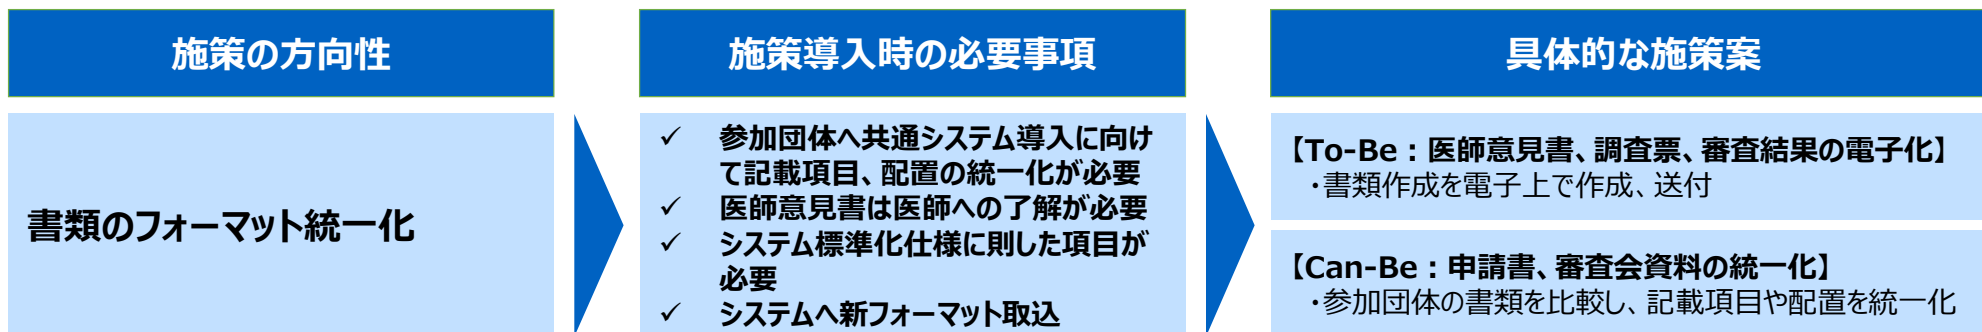 施策の方向性
施策導入時の必要事項
具体的な施策案
書類のフォーマット統一化
✓ 参加団体へ共通システム導入に向け
て記載項目、配置の統一化が必要
✓ 医師意見書は医師への了解が必要
✓ システム標準化仕様に則した項目が
必要
✓ システムへ新フォーマット取込
【To-Be：医師意見書、調査票、審査結果の電子化】
・書類作成を電子上で作成、送付
【Can-Be：申請書、審査会資料の統一化】
・参加団体の書類を比較し、記載項目や配置を統一化